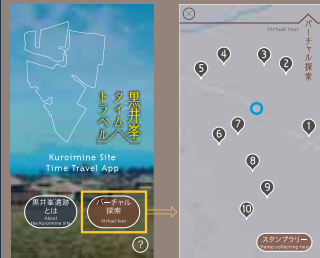 黒井峯
タイムへ
トラベル
Kuroimine Site
Time Travel App
黒井峯遺跡
とは
About
the Kuroimine Site
バーチャル
探索
Virtual tour
?
Virtual tour
バーチャル探索
4
3
5
2
7
6
1
8
9
10
スタンプラリー
Stamp collecting tour